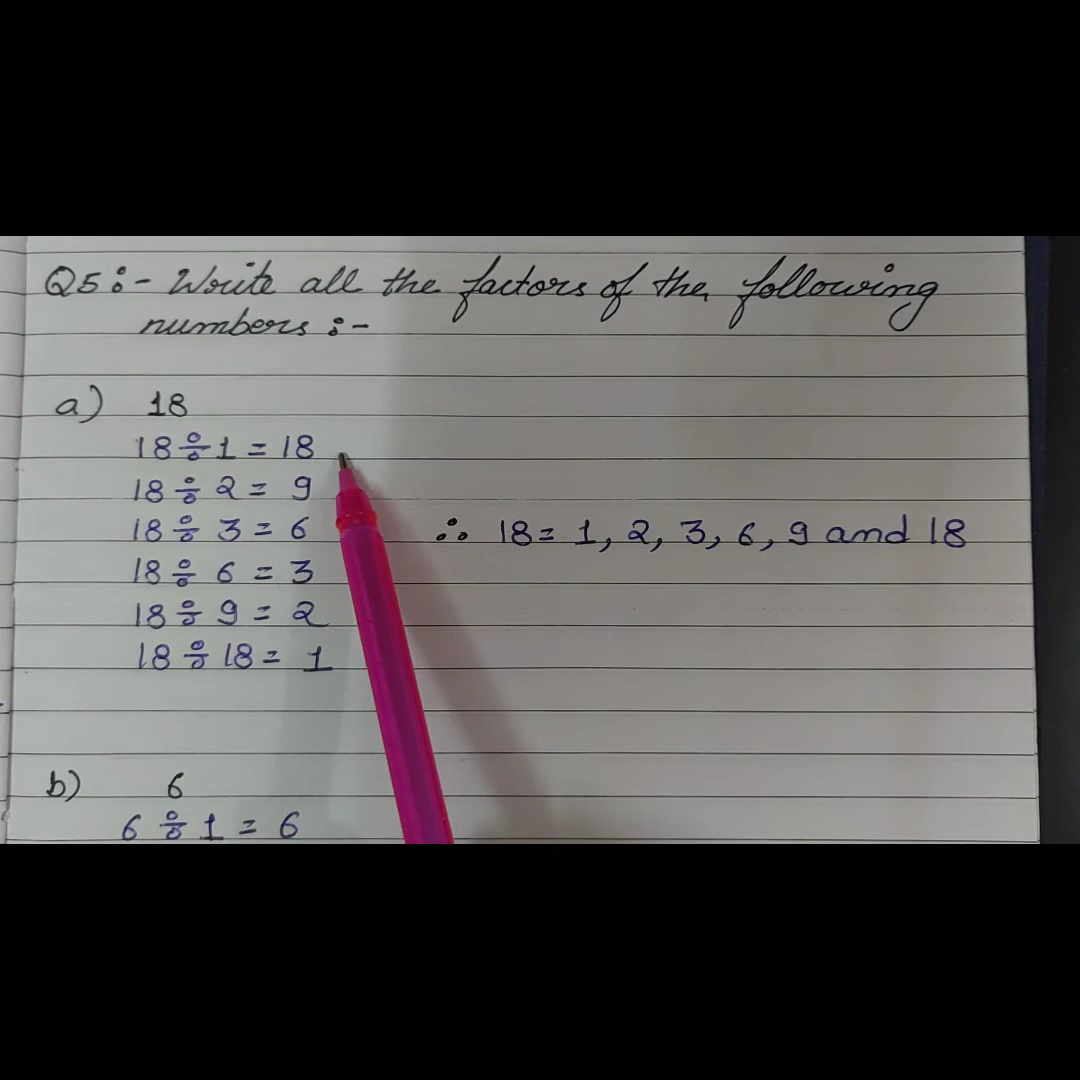 Q5:- Write all the factors of the following
numbers :-
a) 18
18 ÷ 1 = 18
18 ÷ 2 = 9
18 ÷ 3 = 6
∴ 18 = 1, 2, 3, 6, 9 and 18
18 ÷ 6 = 3
18 ÷ 9 = 2
18 ÷ 18 = 1
b) 6
6 ÷ 1 = 6